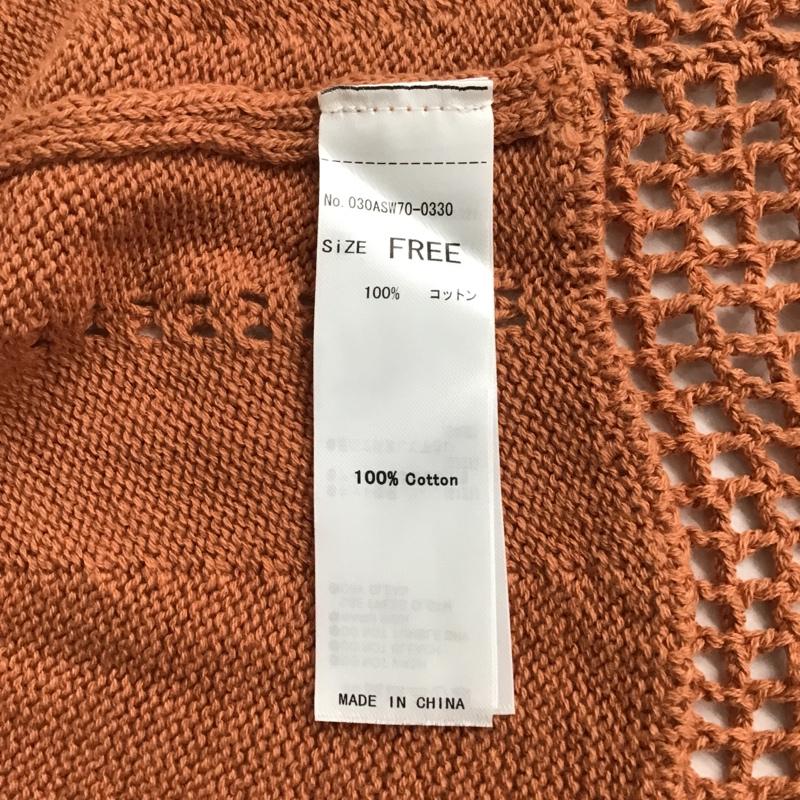 No.030ASW70-0330
SiZE FREE
100% コットン
100% Cotton
MADE IN CHINA